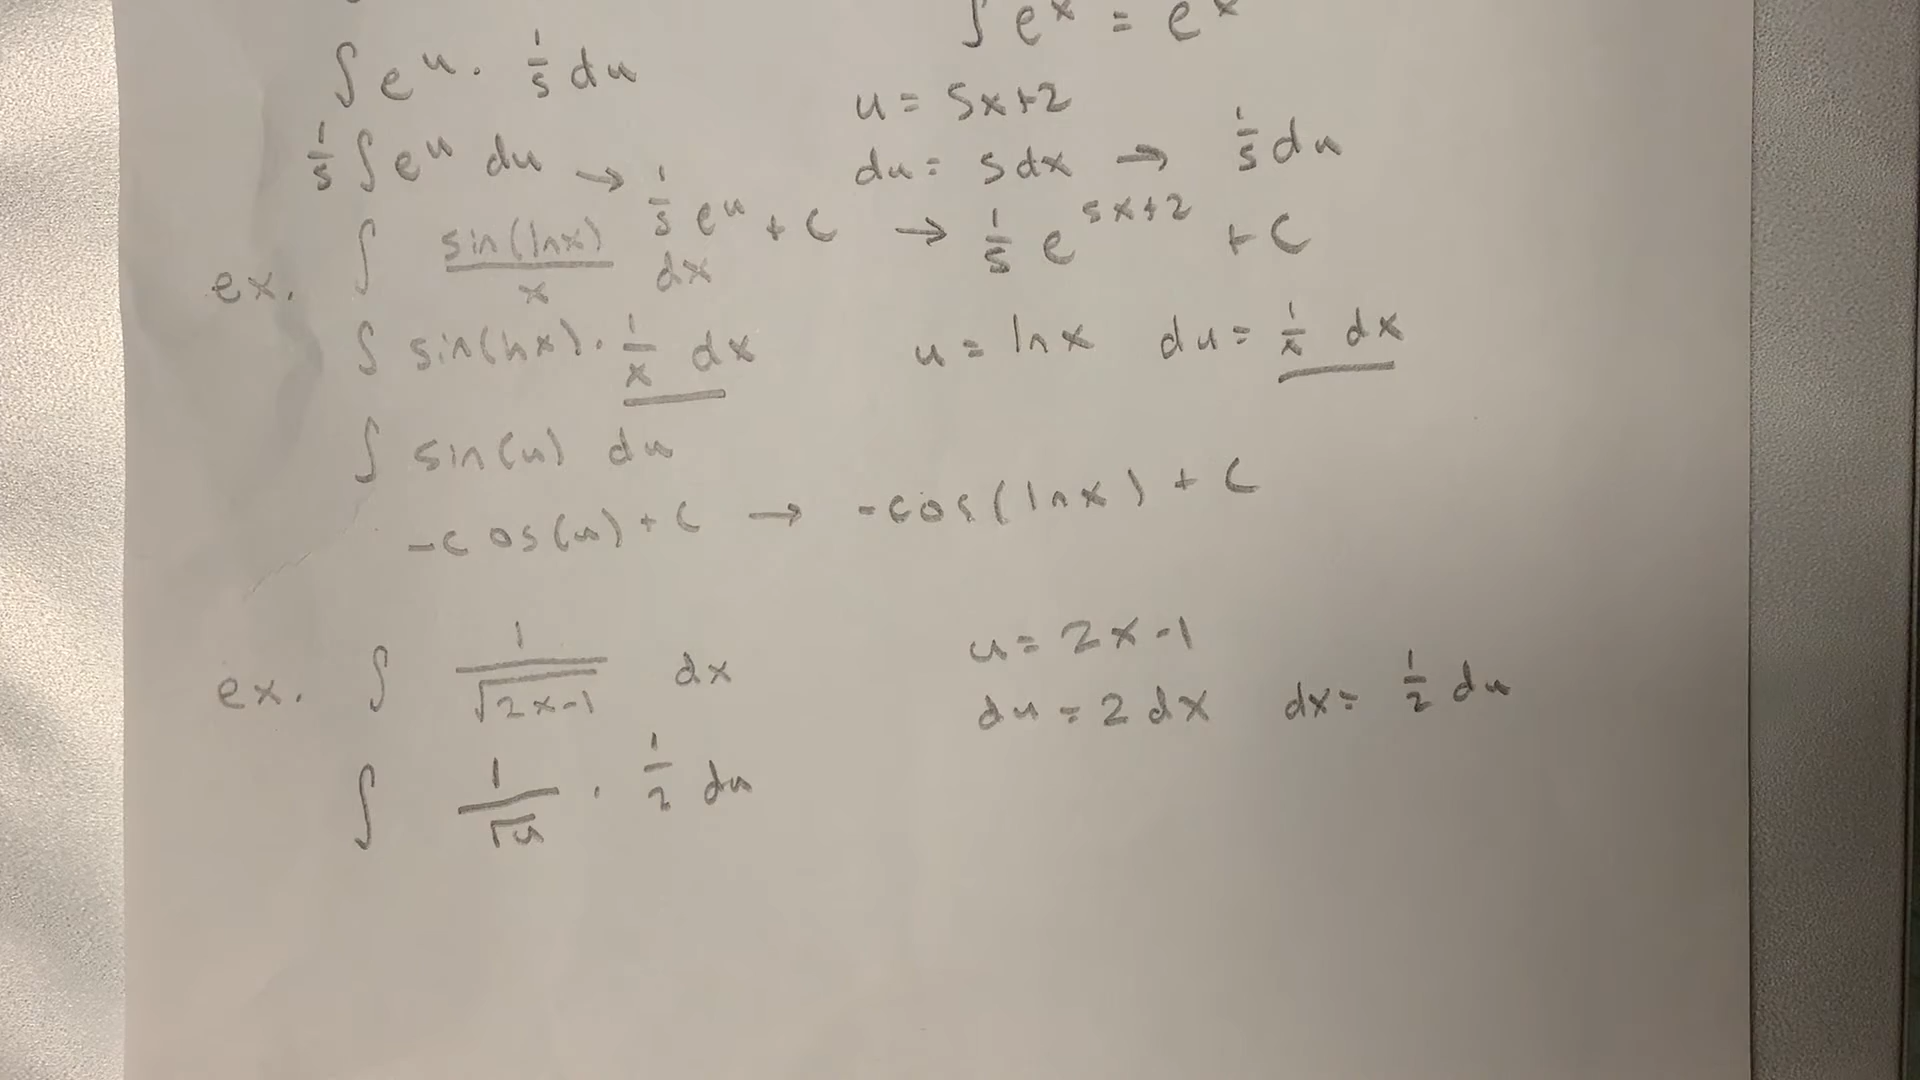 ∫ e^x = e^x
∫ e^u · 1/5 du
u = 5x+2
1/5 ∫ e^u du → 1/5 e^u + C → 1/5 e^(5x+2) + C
du = 5dx → 1/5 du
ex. ∫ sin(lnx)/x dx
∫ sin(lnx) · 1/x dx u = lnx du = 1/x dx
∫ sin(u) du
-cos(u) + C → -cos(lnx) + C
ex. ∫ 1/√(2x-1) dx
u = 2x-1
du = 2dx dx = 1/2 du
∫ 1/√u · 1/2 du